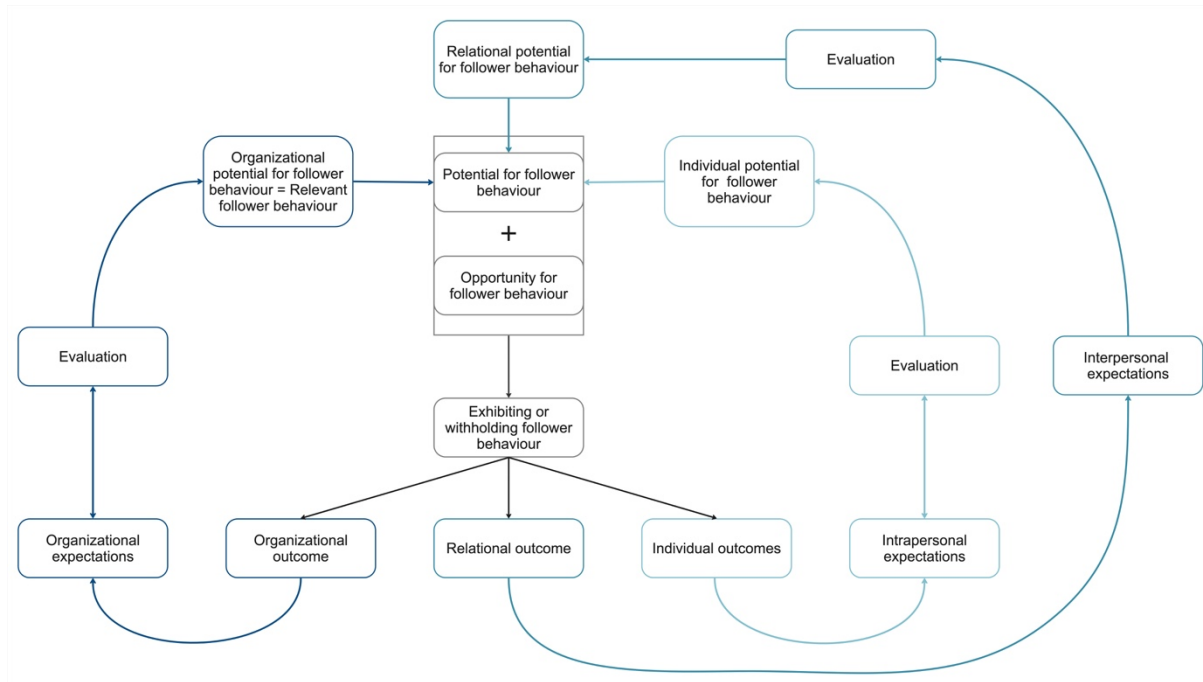 Relational potential
for follower behaviour
Evaluation
Organizational
potential for follower
behaviour = Relevant
follower behaviour
Potential for follower
behaviour
Individual potential
for follower
behaviour
+
Opportunity for
follower behaviour
Evaluation
Evaluation
Interpersonal
expectations
Exhibiting or
withholding follower
behaviour
Organizational
expectations
Organizational
outcome
Relational outcome
Individual outcomes
Intrapersonal
expectations